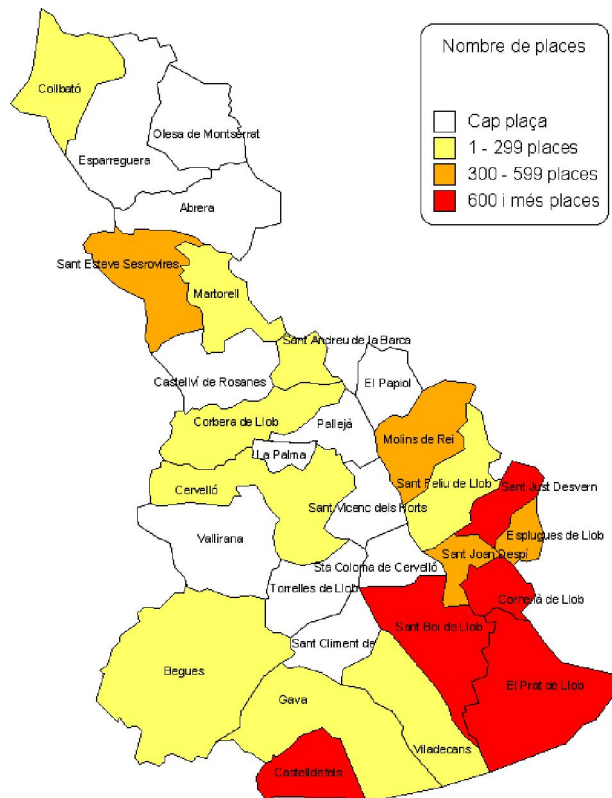 Nombre de places
Cap plaça
1 - 299 places
300 - 599 places
600 i més places
Collbató
Olesa de Montserrat
Esparreguera
Abrera
Sant Esteve Sesrovires
Martorell
Sant Andreu de la Barca
Castellví de Rosanes
El Papiol
Corbera de Llob
Pallejà
Molins de Rei
La Palma
Cervelló
Sant Feliu de Llob
Sant Just Desvern
Sant Vicenc dels Horts
Vallirana
Esplugues de Llob
Sant Joan Despí
Sta Coloma de Cervelló
Torrelles de Llob
Cornellà de Llob
Sant Boi de Llob
Sant Climent de
Begues
El Prat de Llob
Gava
Viladecans
Castelldefels